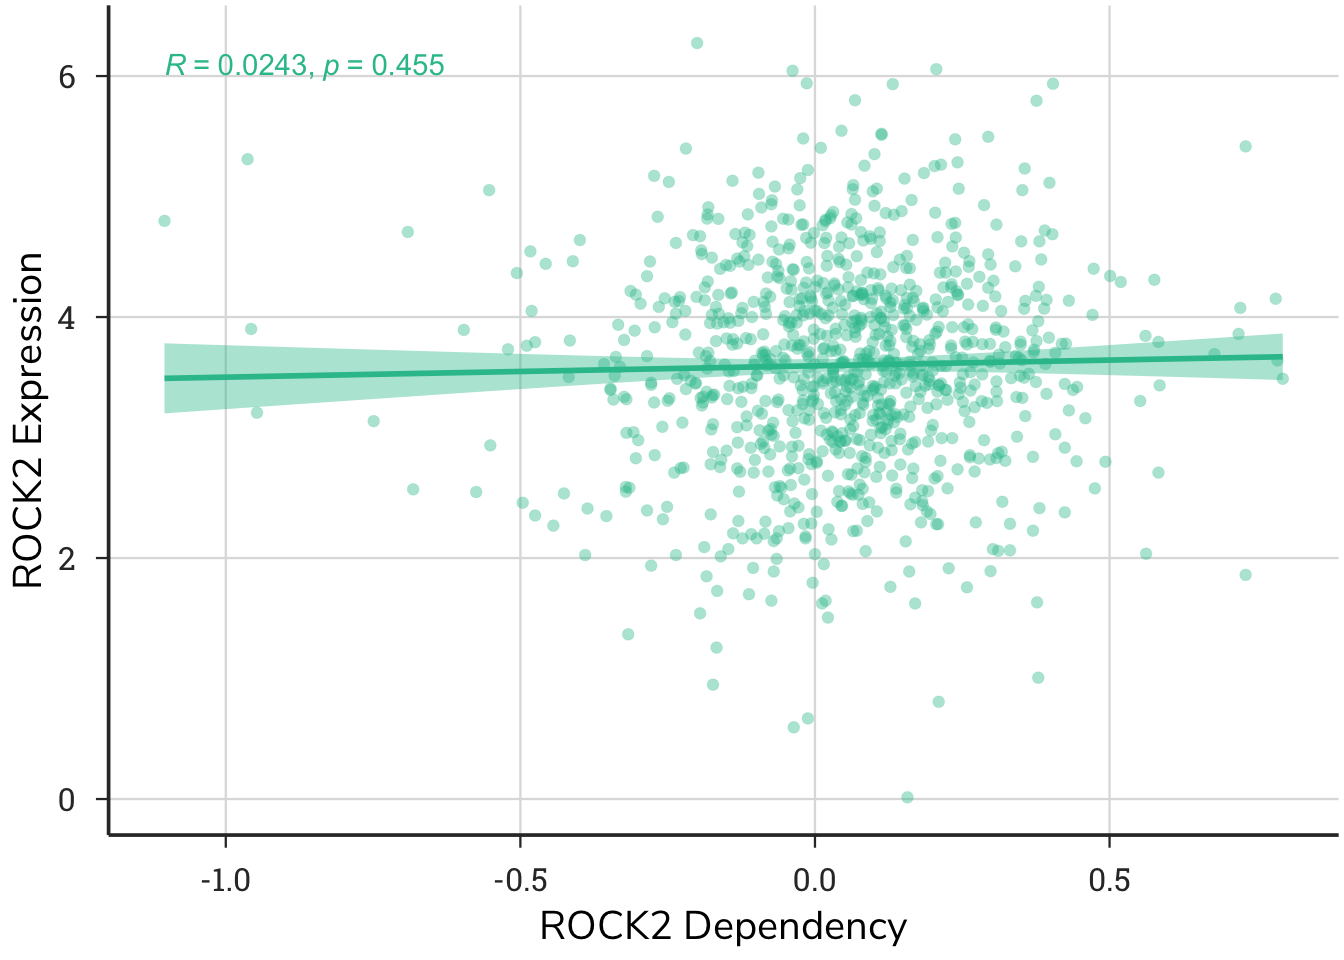 R = 0.0243, p = 0.455
6
4
2
0
ROCK2 Expression
-1.0
-0.5
0.0
0.5
ROCK2 Dependency